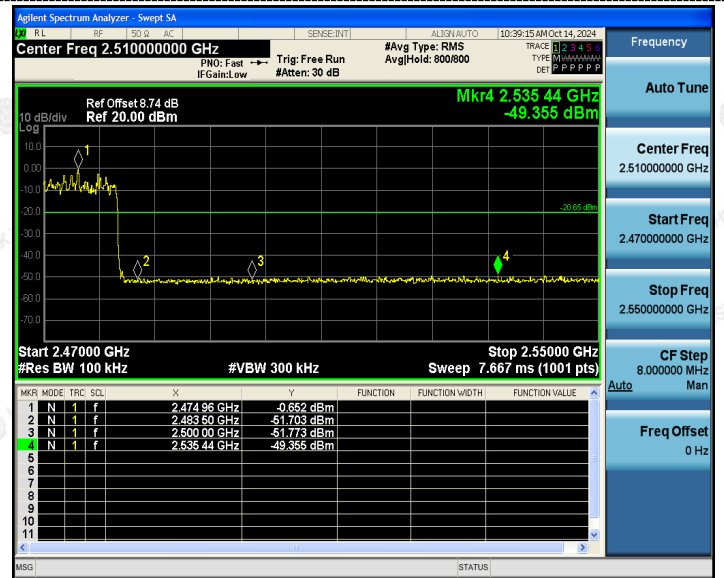 Agilent Spectrum Analyzer - Swept SA
LXI RL RF 50 Ω AC SENSE:INT ALIGN AUTO 10:39:15 AM Oct 14, 2024
Center Freq 2.510000000 GHz
PNO: Fast
IFGain:Low
Trig: Free Run
#Atten: 30 dB
#Avg Type: RMS
Avg|Hold: 800/800
TRACE 1 2 3 4 5 6
TYPE M
DET P P P P P P
Frequency
Auto Tune
Center Freq
2.510000000 GHz
Start Freq
2.470000000 GHz
Stop Freq
2.550000000 GHz
CF Step
8.000000 MHz
Auto Man
Freq Offset
0 Hz
Ref Offset 8.74 dB
10 dB/div Ref 20.00 dBm
Log
Mkr4 2.535 44 GHz
-49.355 dBm
10.0
0.00
-10.0
-20.0
-30.0
-40.0
-50.0
-60.0
-70.0
1
2
3
4
-20.65 dBm
Start 2.47000 GHz Stop 2.55000 GHz
#Res BW 100 kHz #VBW 300 kHz Sweep 7.667 ms (1001 pts)
MKR MODE TRC SCL X Y FUNCTION FUNCTION WIDTH FUNCTION VALUE
1 N 1 f 2.474 96 GHz -0.652 dBm
2 N 1 f 2.483 50 GHz -51.703 dBm
3 N 1 f 2.500 00 GHz -51.773 dBm
4 N 1 f 2.535 44 GHz -49.355 dBm
5
6
7
8
9
10
11
MSG STATUS